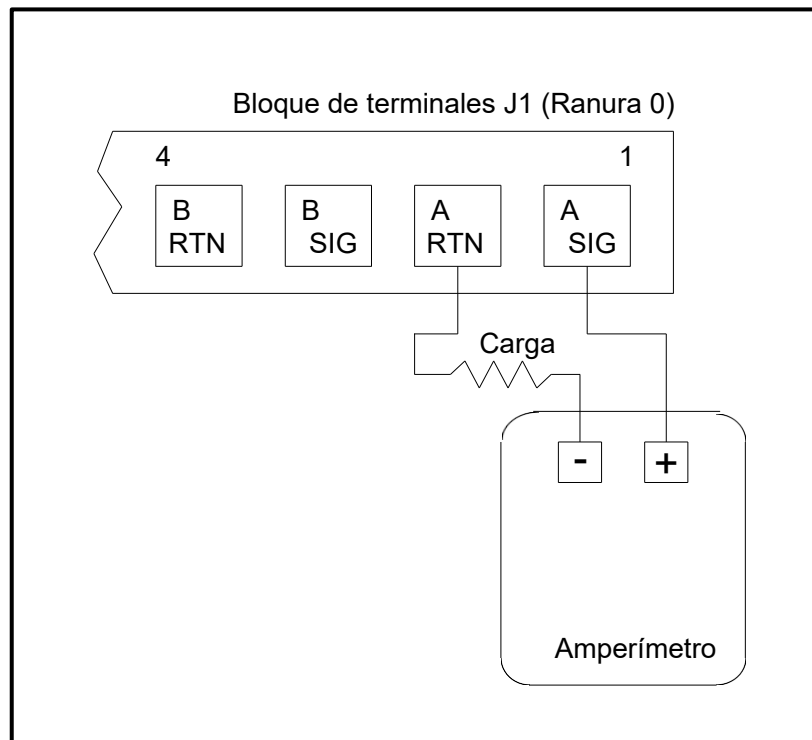 Bloque de terminales J1 (Ranura 0)
4 1
B B A A
RTN SIG RTN SIG
Carga
- +
Amperímetro